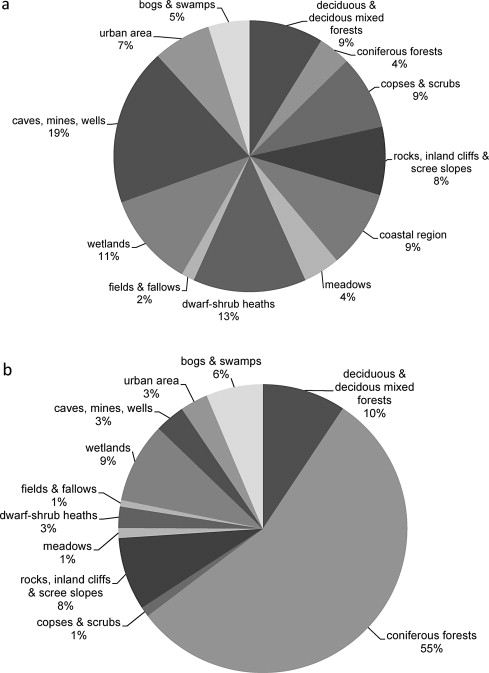 a
bogs & swamps
5%
deciduous &
decidous mixed
forests
9%
urban area
7%
coniferous forests
4%
copses & scrubs
9%
caves, mines, wells
19%
rocks, inland cliffs &
scree slopes
8%
coastal region
9%
wetlands
11%
meadows
4%
fields & fallows
2%
dwarf-shrub heaths
13%
b
bogs & swamps
6%
deciduous &
decidous mixed
forests
10%
urban area
3%
caves, mines, wells
3%
wetlands
9%
fields & fallows
1%
dwarf-shrub heaths
3%
meadows
1%
rocks, inland cliffs
& scree slopes
8%
copses & scrubs
1%
coniferous forests
55%